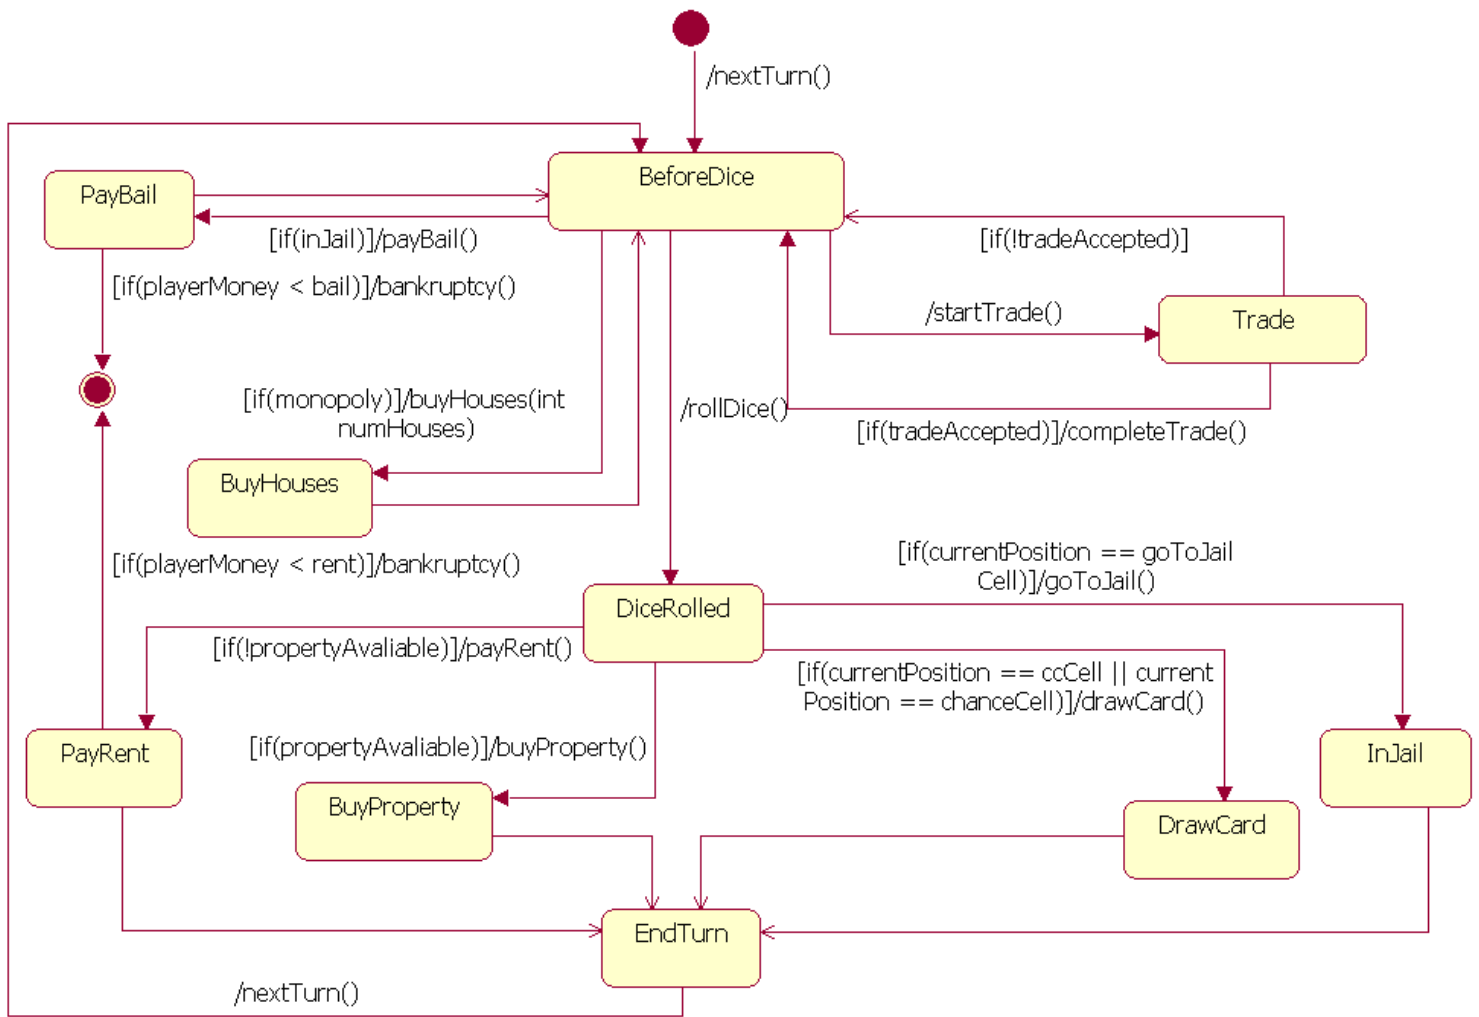 /nextTurn()
BeforeDice
PayBail
[if(inJail)]/payBail()
[if(!tradeAccepted)]
[if(playerMoney < bail)]/bankruptcy()
/startTrade()
Trade
[if(monopoly)]/buyHouses(int
numHouses)
/rollDice()
[if(tradeAccepted)]/completeTrade()
BuyHouses
[if(playerMoney < rent)]/bankruptcy()
[if(currentPosition == goToJail
Cell)]/goToJail()
DiceRolled
[if(!propertyAvaliable)]/payRent()
[if(currentPosition == ccCell || current
Position == chanceCell)]/drawCard()
[if(propertyAvaliable)]/buyProperty()
PayRent
InJail
BuyProperty
DrawCard
EndTurn
/nextTurn()